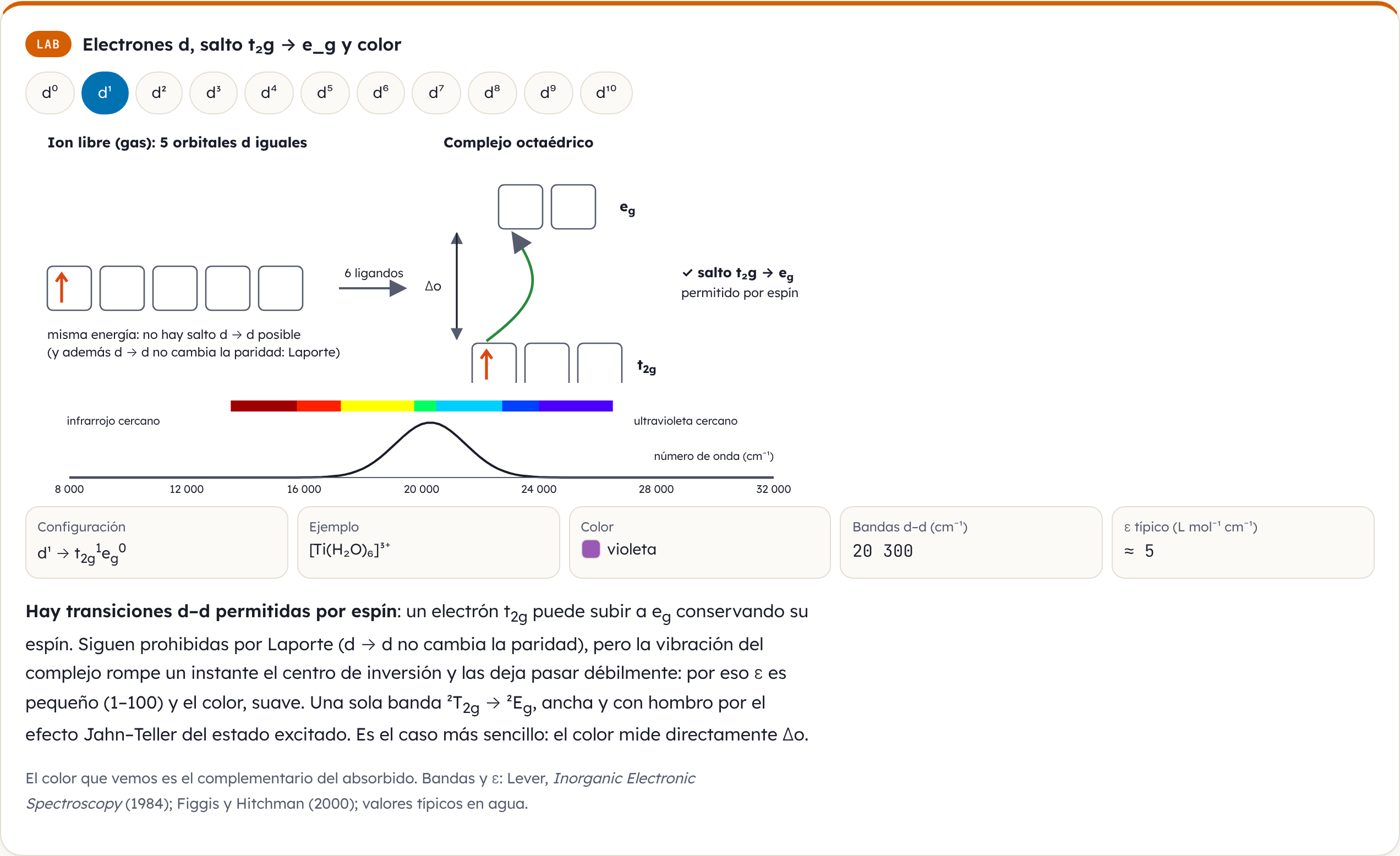 LAB Electrones d, salto t₂g → e_g y color
d⁰ d¹ d² d³ d⁴ d⁵ d⁶ d⁷ d⁸ d⁹ d¹⁰
Ion libre (gas): 5 orbitales d iguales
Complejo octaédrico
e_g
6 ligandos
Δo
✓ salto t₂g → e_g
permitido por espín
misma energía: no hay salto d → d posible
(y además d → d no cambia la paridad: Laporte)
t₂g
infrarrojo cercano
ultravioleta cercano
número de onda (cm⁻¹)
8 000 12 000 16 000 20 000 24 000 28 000 32 000
Configuración
d¹ → t₂g¹e_g⁰
Ejemplo
[Ti(H₂O)₆]³⁺
Color
violeta
Bandas d–d (cm⁻¹)
20 300
ε típico (L mol⁻¹ cm⁻¹)
≈ 5
Hay transiciones d–d permitidas por espín: un electrón t₂g puede subir a e_g conservando su
espín. Siguen prohibidas por Laporte (d → d no cambia la paridad), pero la vibración del
complejo rompe un instante el centro de inversión y las deja pasar débilmente: por eso ε es
pequeño (1–100) y el color, suave. Una sola banda ²T₂g → ²E_g, ancha y con hombro por el
efecto Jahn–Teller del estado excitado. Es el caso más sencillo: el color mide directamente Δo.
El color que vemos es el complementario del absorbido. Bandas y ε: Lever, Inorganic Electronic
Spectroscopy (1984); Figgis y Hitchman (2000); valores típicos en agua.